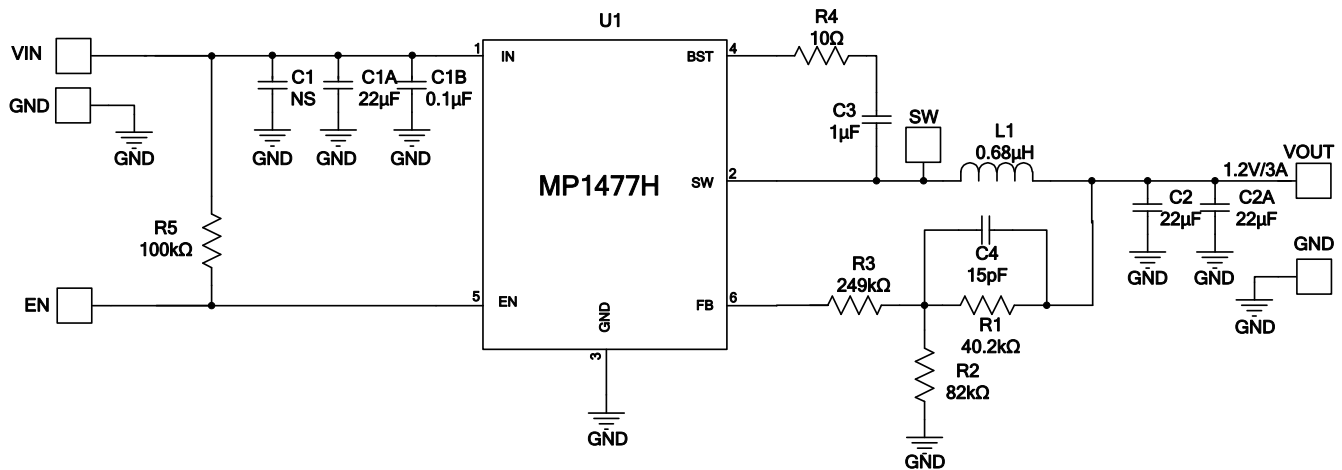 U1
R4
10Ω
VIN
1
IN
BST
4
C1
NS
C1A
22µF
C1B
0.1µF
GND
GND
GND
GND
GND
C3
1µF
SW
L1
0.68µH
VOUT
1.2V/3A
MP1477H
SW
2
C2
22µF
C2A
22µF
R5
100kΩ
C4
15pF
GND
GND
GND
R3
249kΩ
EN
5
EN
FB
6
GND
3
R1
40.2kΩ
GND
R2
82kΩ
GND
GND